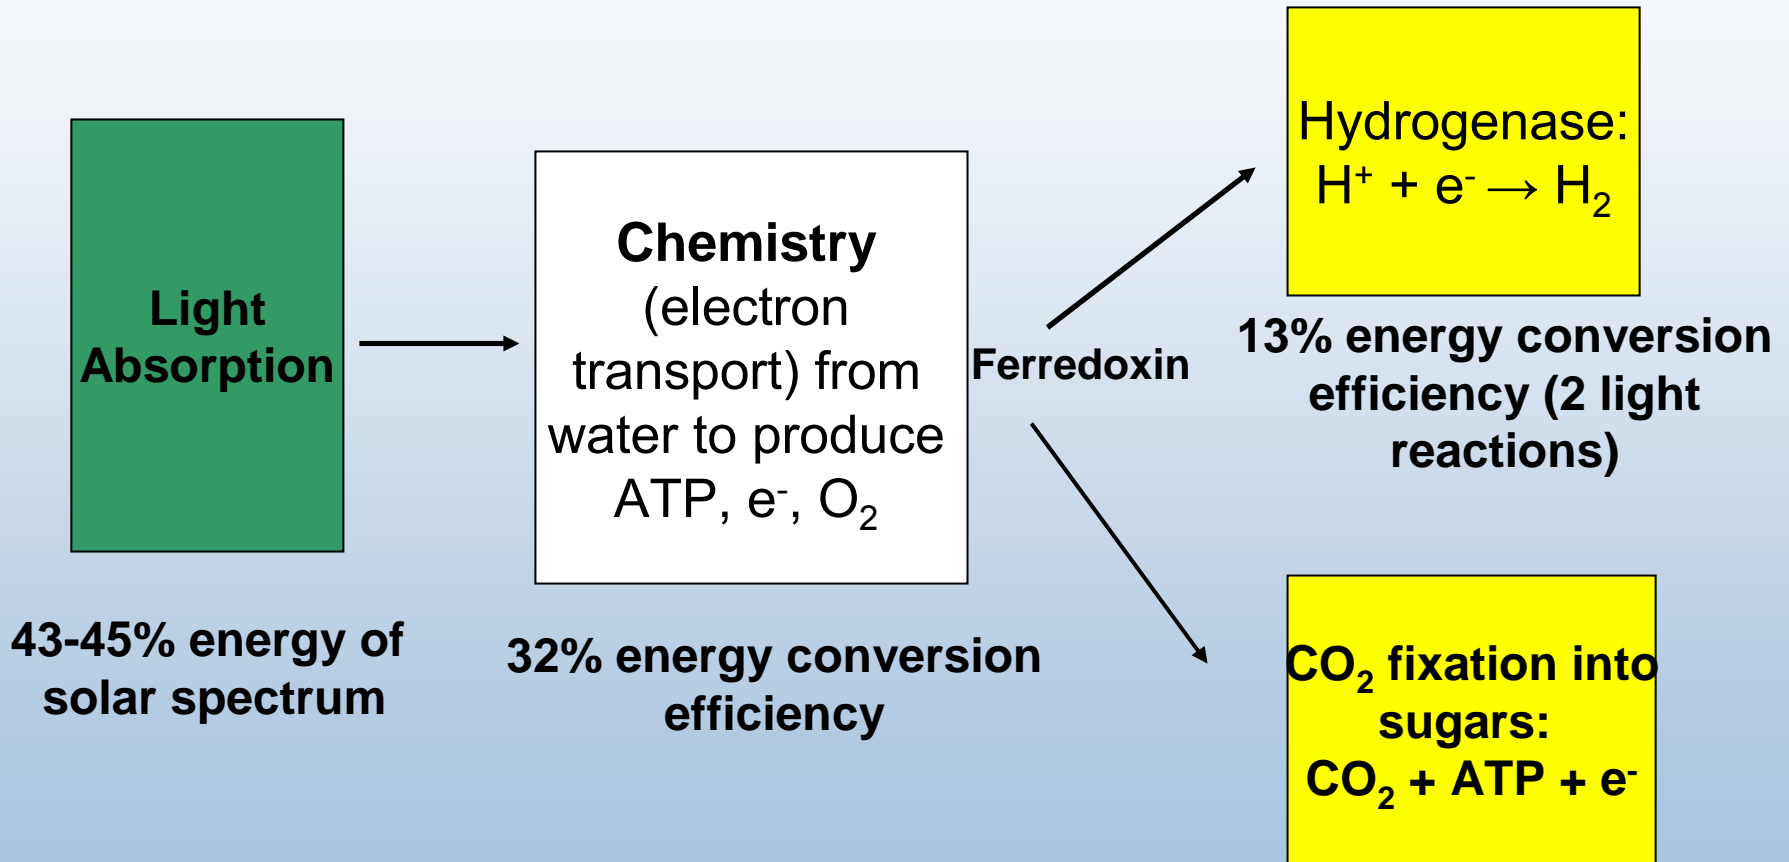 Light
Absorption
43-45% energy of
solar spectrum
Chemistry
(electron
transport) from
water to produce
ATP, e⁻, O₂
32% energy conversion
efficiency
Ferredoxin
Hydrogenase:
H⁺ + e⁻ → H₂
13% energy conversion
efficiency (2 light
reactions)
CO₂ fixation into
sugars:
CO₂ + ATP + e⁻